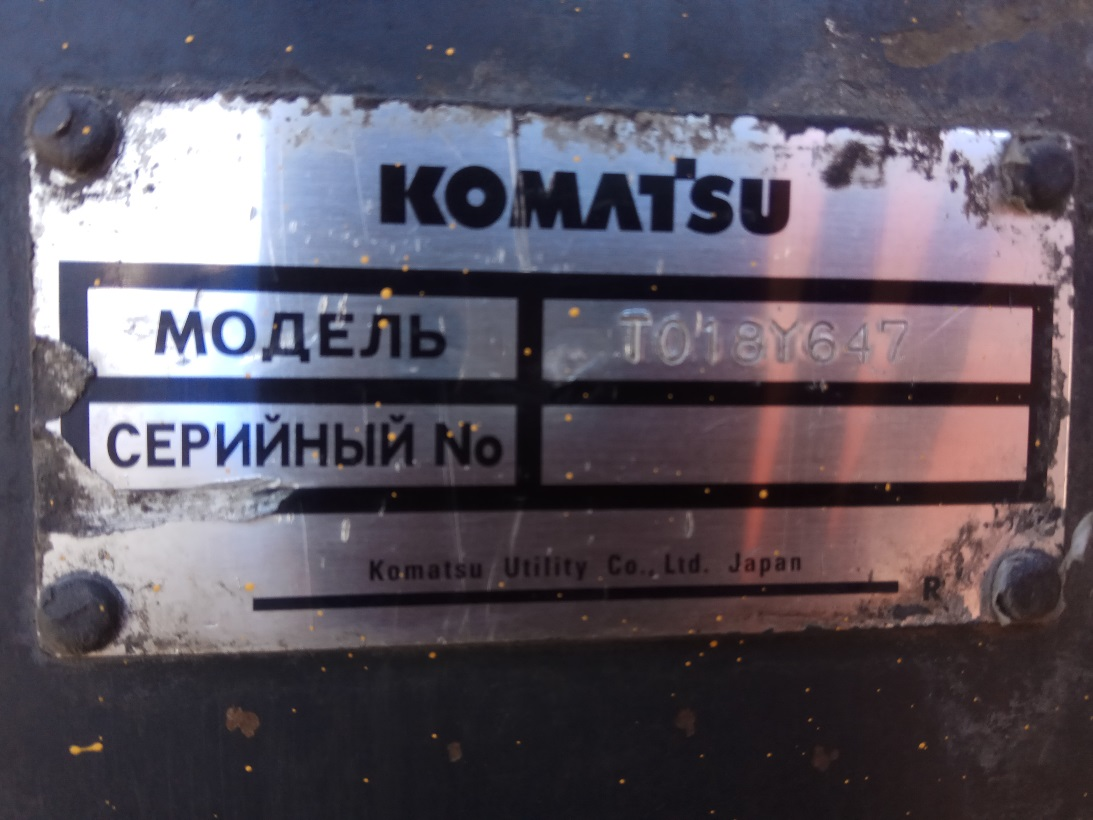 KOMATSU
МОДЕЛЬ T018Y647
СЕРИЙНЫЙ No
Komatsu Utility Co., Ltd. Japan
R